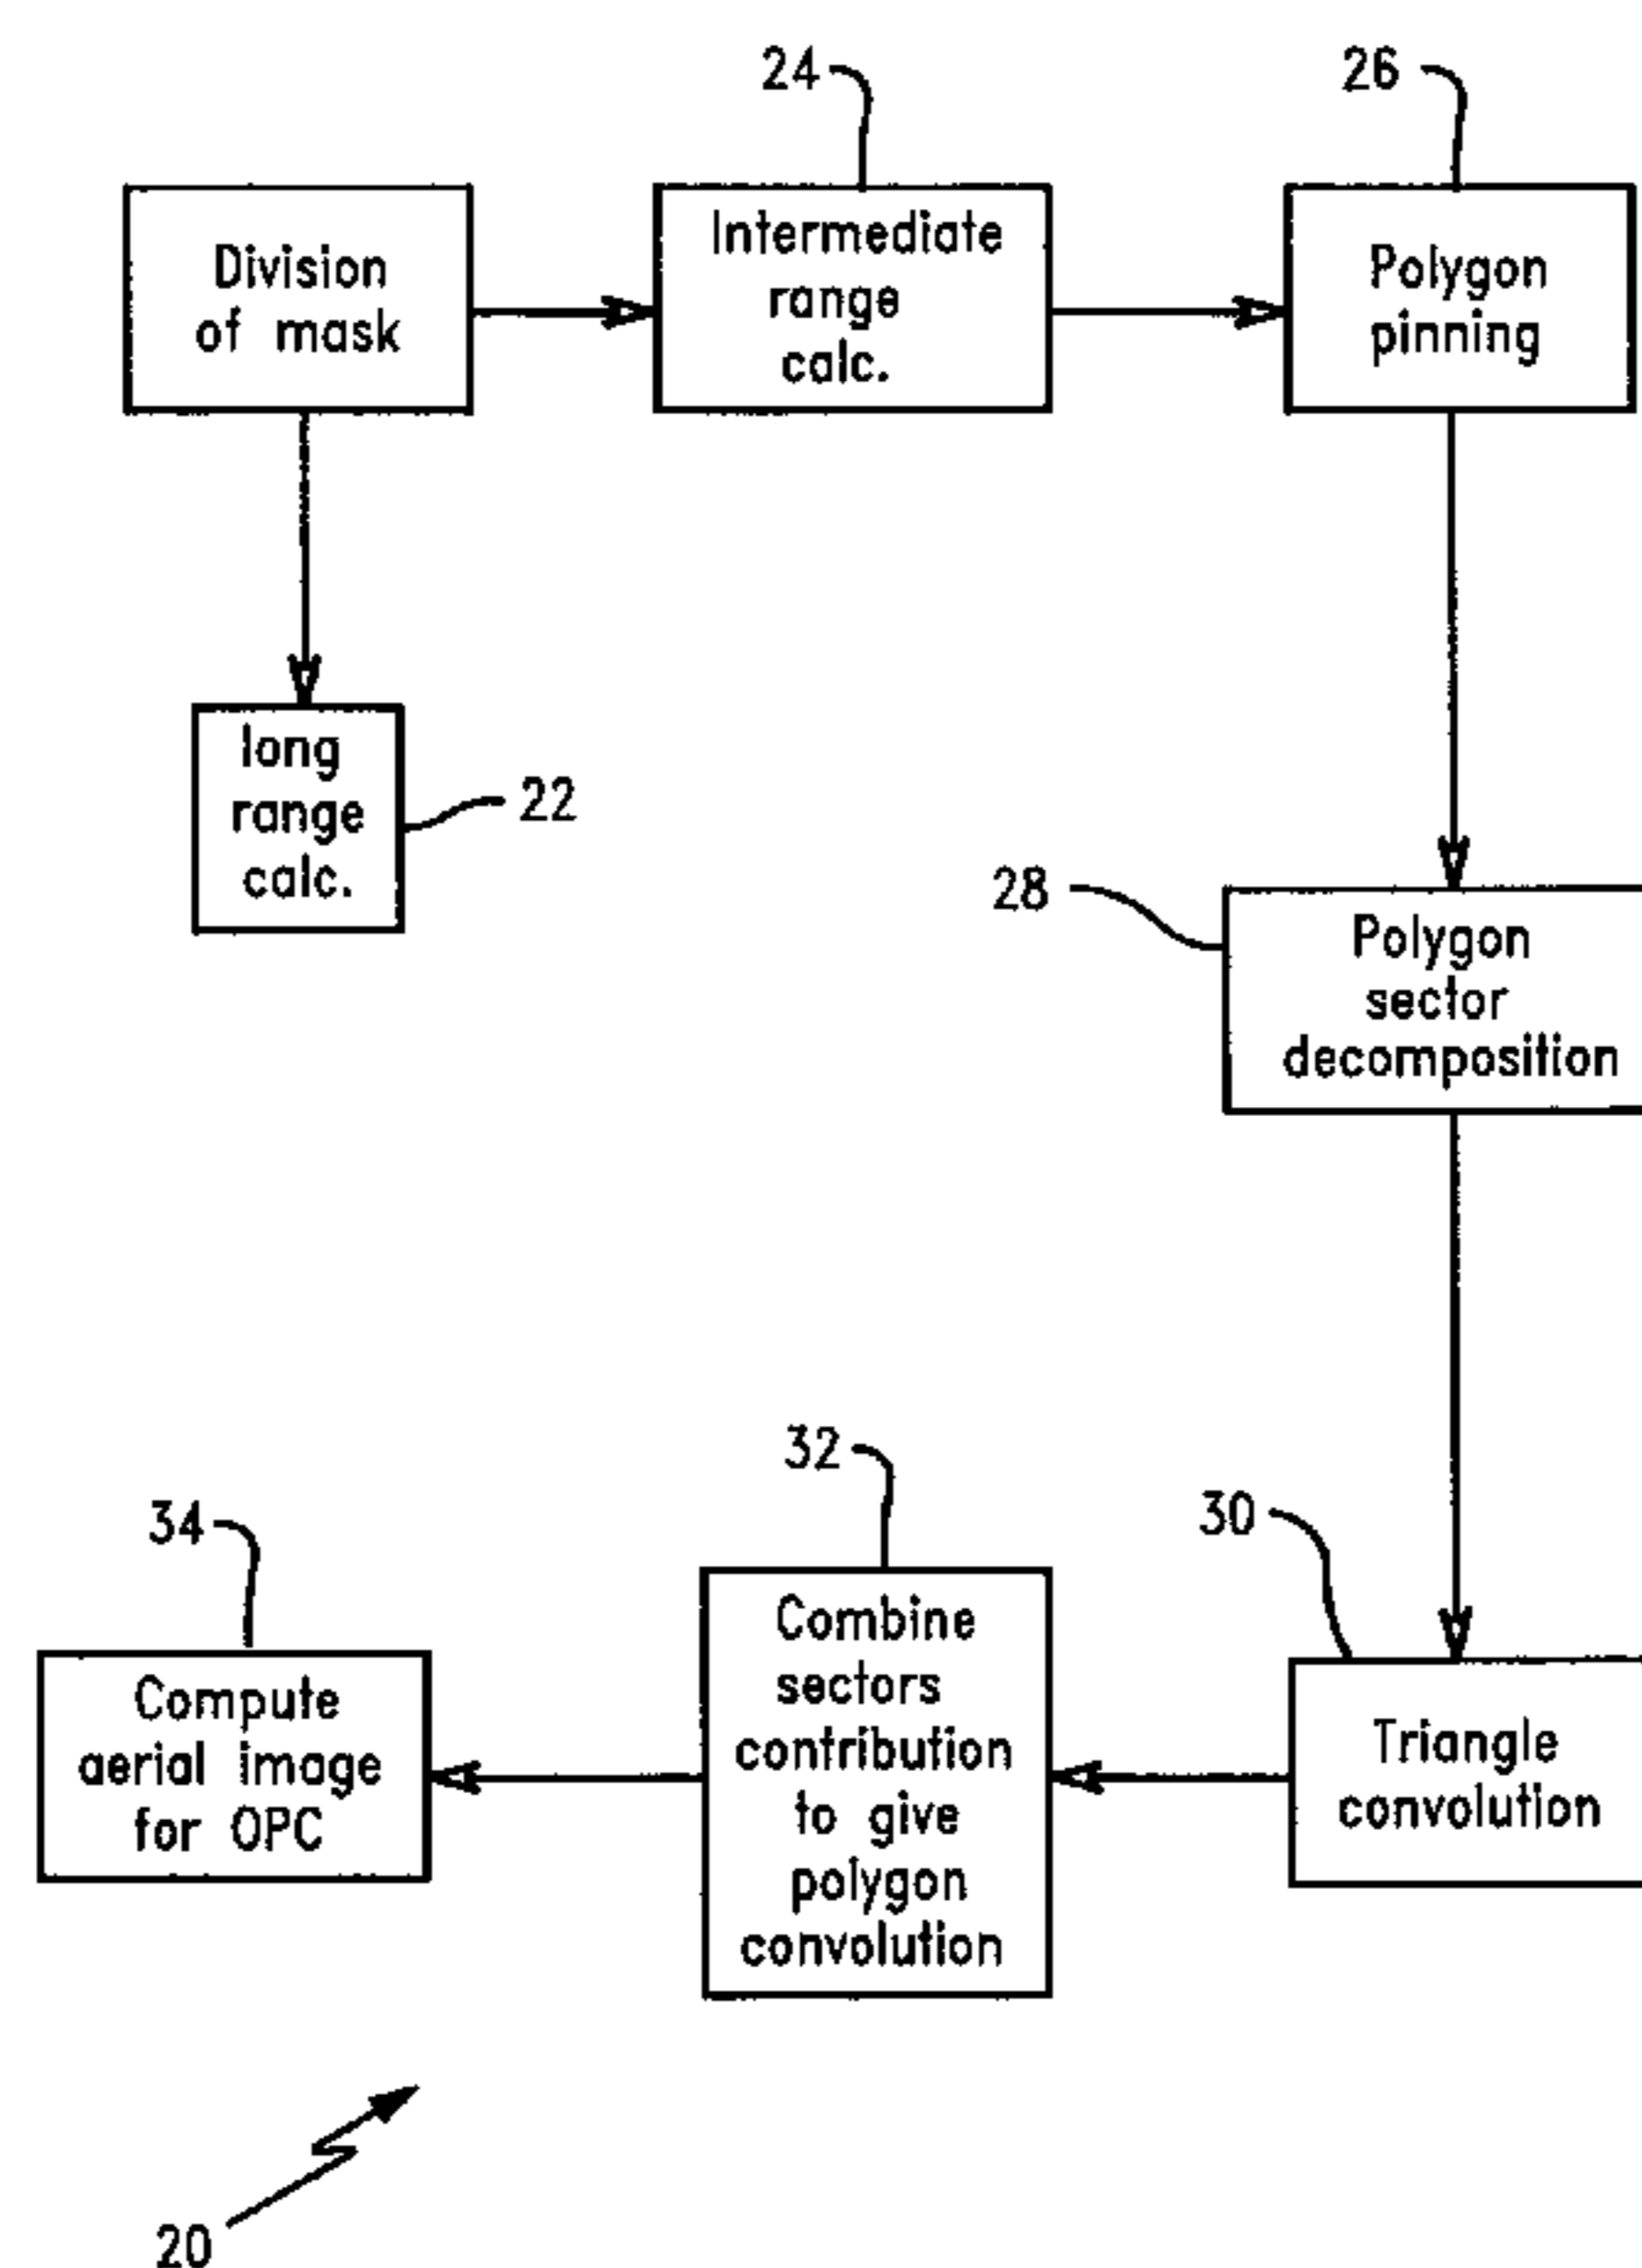 24
26
Division
of mask
Intermediate
range
calc.
Polygon
pinning
long
range
calc.
22
28
Polygon
sector
decomposition
32
34
30
Combine
sectors
contribution
to give
polygon
convolution
Compute
aerial image
for OPC
Triangle
convolution
20